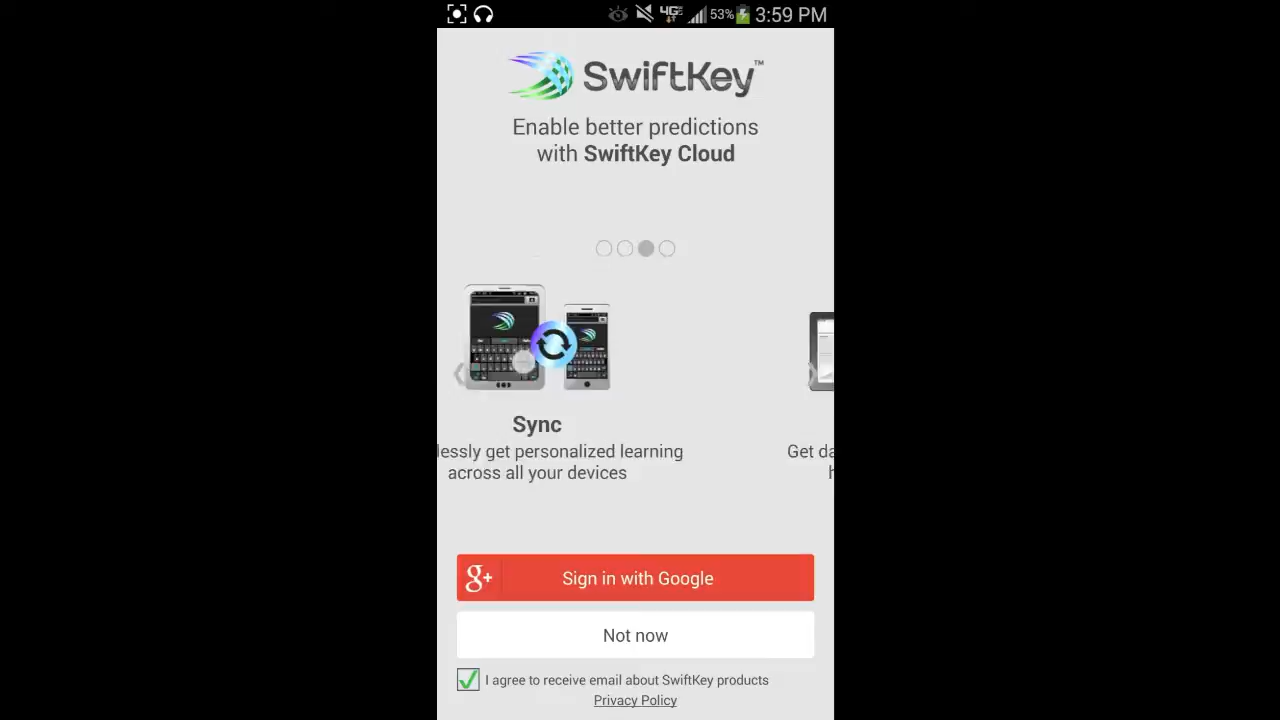 4G 53% 3:59 PM
SwiftKey™
Enable better predictions
with SwiftKey Cloud
Sync
lessly get personalized learning
across all your devices
Get da
h
g+ Sign in with Google
Not now
I agree to receive email about SwiftKey products
Privacy Policy